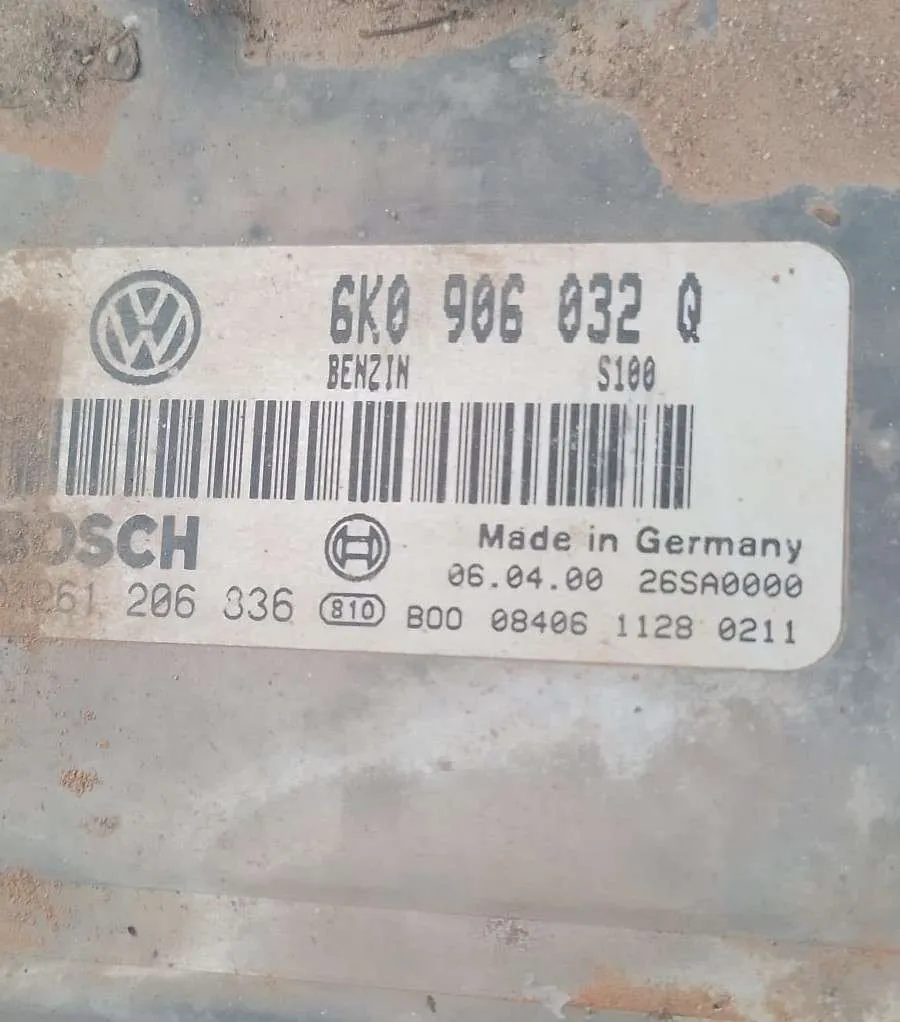 6K0 906 032 Q
BENZIN S100
BOSCH Made in Germany
06.04.00 26SA0000
261 206 336 810 B00 08406 1128 0211